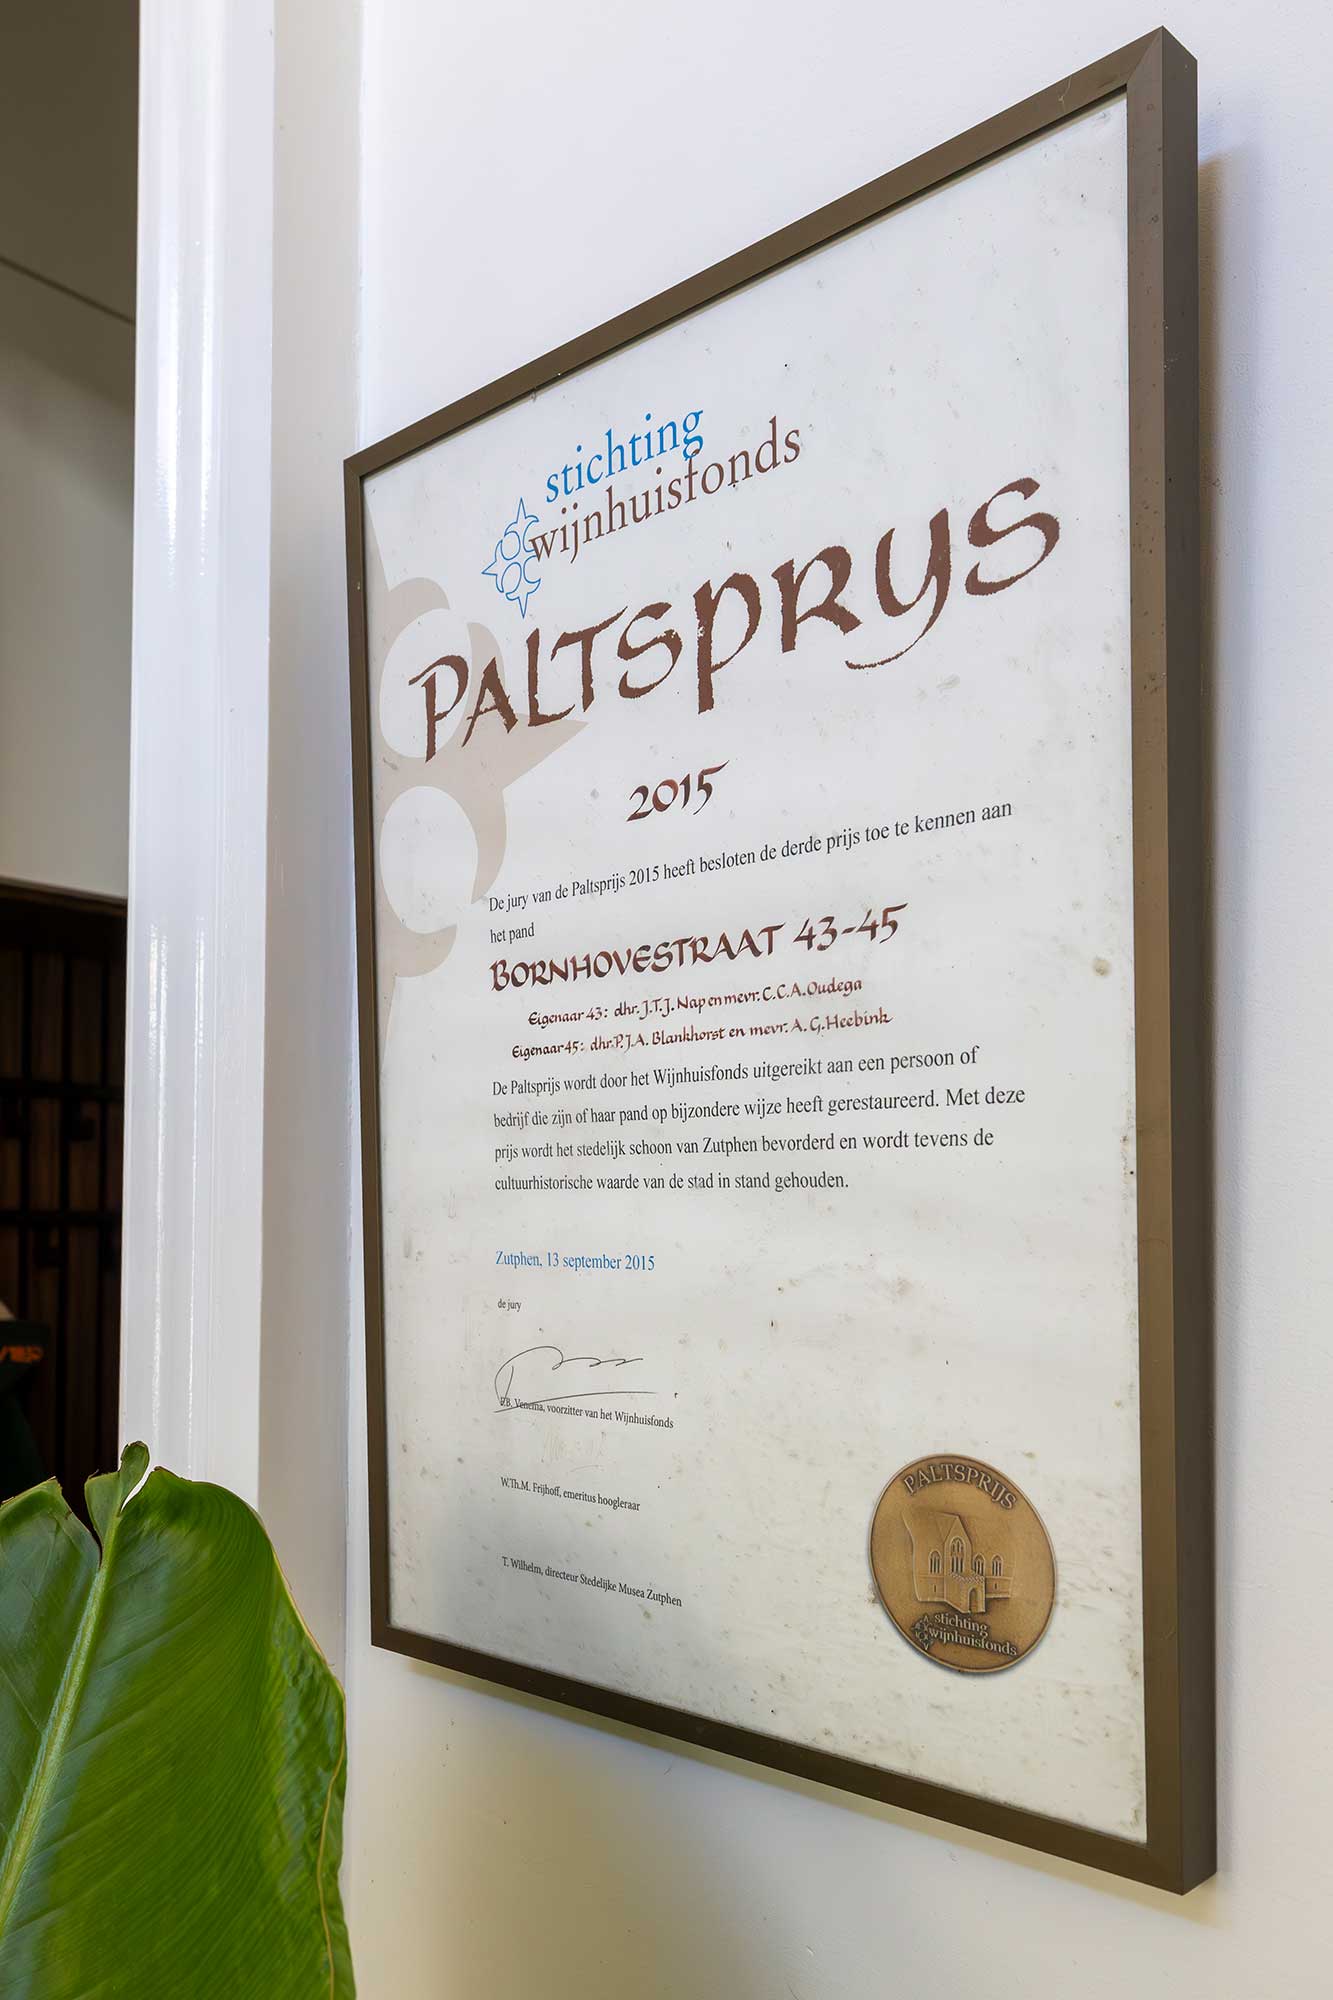 stichting
wijnhuisfonds
PALTSPRYS
2015
De jury van de Paltsprijs 2015 heeft besloten de derde prijs toe te kennen aan
het pand
BORNHOVESTRAAT 43-45
Eigenaar 43: dhr. J.T.J. Nap en mevr. C.C.A. Oudega
Eigenaar 45: dhr. P.J.A. Blankhorst en mevr. A.G. Heebink
De Paltsprijs wordt door het Wijnhuisfonds uitgereikt aan een persoon of
bedrijf die zijn of haar pand op bijzondere wijze heeft gerestaureerd. Met deze
prijs wordt het stedelijk schoon van Zutphen bevorderd en wordt tevens de
cultuurhistorische waarde van de stad in stand gehouden.
Zutphen, 13 september 2015
de jury
P.B. Venema, voorzitter van het Wijnhuisfonds
W.Th.M. Frijhoff, emeritus hoogleraar
T. Wilhelm, directeur Stedelijke Musea Zutphen
PALTSPRIJS
stichting
wijnhuisfonds